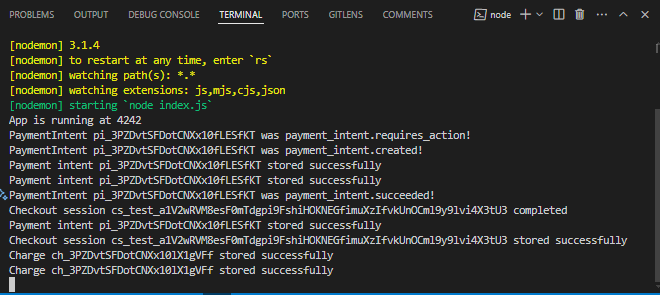 PROBLEMS OUTPUT DEBUG CONSOLE TERMINAL PORTS GITLENS node
[nodemon] 3.1.4
[nodemon] to restart at any time, enter `rs`
[nodemon] watching path(s): *.*
[nodemon] watching extensions: js,mjs,cjs,json
[nodemon] starting `node index.js`
App is running at 4242
PaymentIntent pi_3PZDvtSFDotCNXx10fLESfKT was payment_intent.requires_action!
PaymentIntent pi_3PZDvtSFDotCNXx10fLESfKT was payment_intent.created!
Payment intent pi_3PZDvtSFDotCNXx10fLESfKT stored successfully
Payment intent pi_3PZDvtSFDotCNXx10fLESfKT stored successfully
PaymentIntent pi_3PZDvtSFDotCNXx10fLESfKT was payment_intent.succeeded!
Checkout session cs_test_a1V2wRVM8esF0mTdgpi9FshiHOKNEGfimuXzIfvkUnOCml9y9lvi4X3tU3 completed
Payment intent pi_3PZDvtSFDotCNXx10fLESfKT stored successfully
Checkout session cs_test_a1V2wRVM8esF0mTdgpi9FshiHOKNEGfimuXzIfvkUnOCml9y9lvi4X3tU3 stored successfully
Charge ch_3PZDvtSFDotCNXx10lX1gVFf stored successfully
Charge ch_3PZDvtSFDotCNXx10lX1gVFf stored successfully